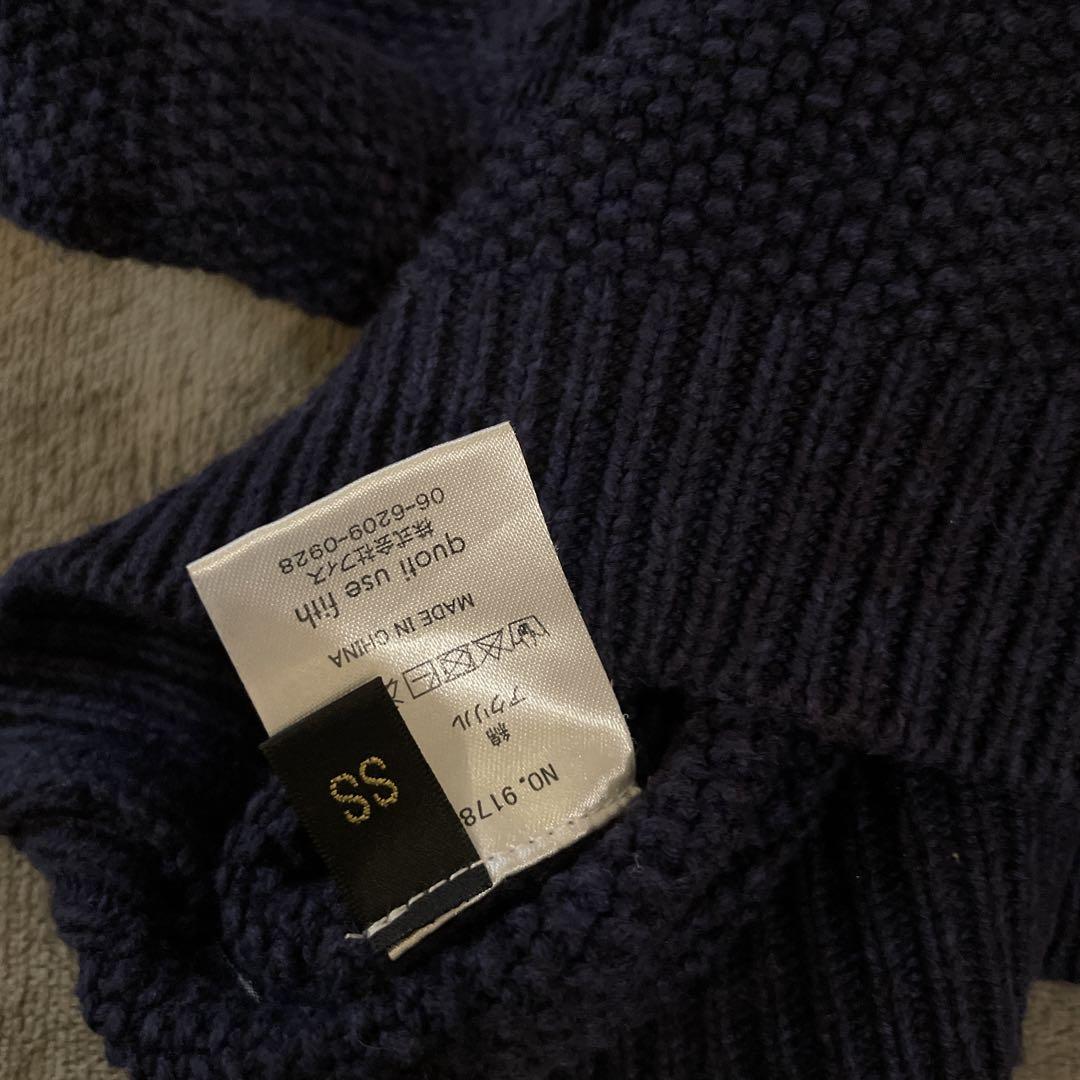 NO. 9178
綿
アクリル
MADE IN CHINA
quoti use fith
株式会社フィス
06-6209-0928
SS